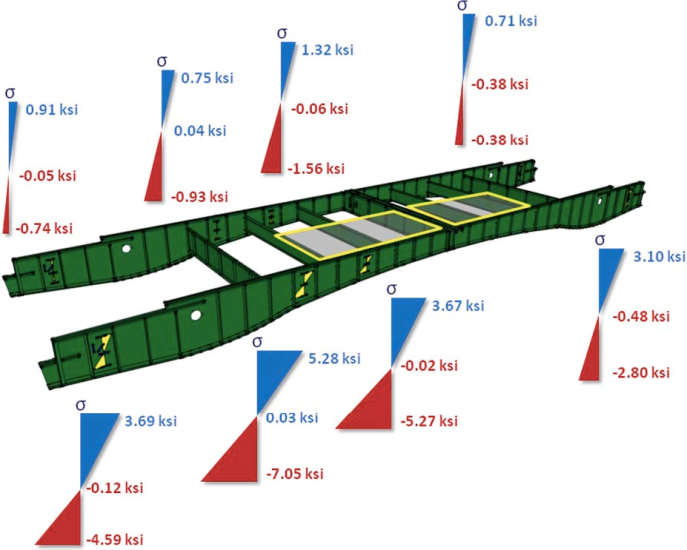 σ
0.71 ksi
-0.38 ksi
-0.38 ksi
σ
1.32 ksi
-0.06 ksi
-1.56 ksi
σ
0.75 ksi
0.04 ksi
-0.93 ksi
σ
0.91 ksi
-0.05 ksi
-0.74 ksi
σ
3.10 ksi
-0.48 ksi
-2.80 ksi
σ
3.67 ksi
-0.02 ksi
-5.27 ksi
σ
5.28 ksi
0.03 ksi
-7.05 ksi
σ
3.69 ksi
-0.12 ksi
-4.59 ksi